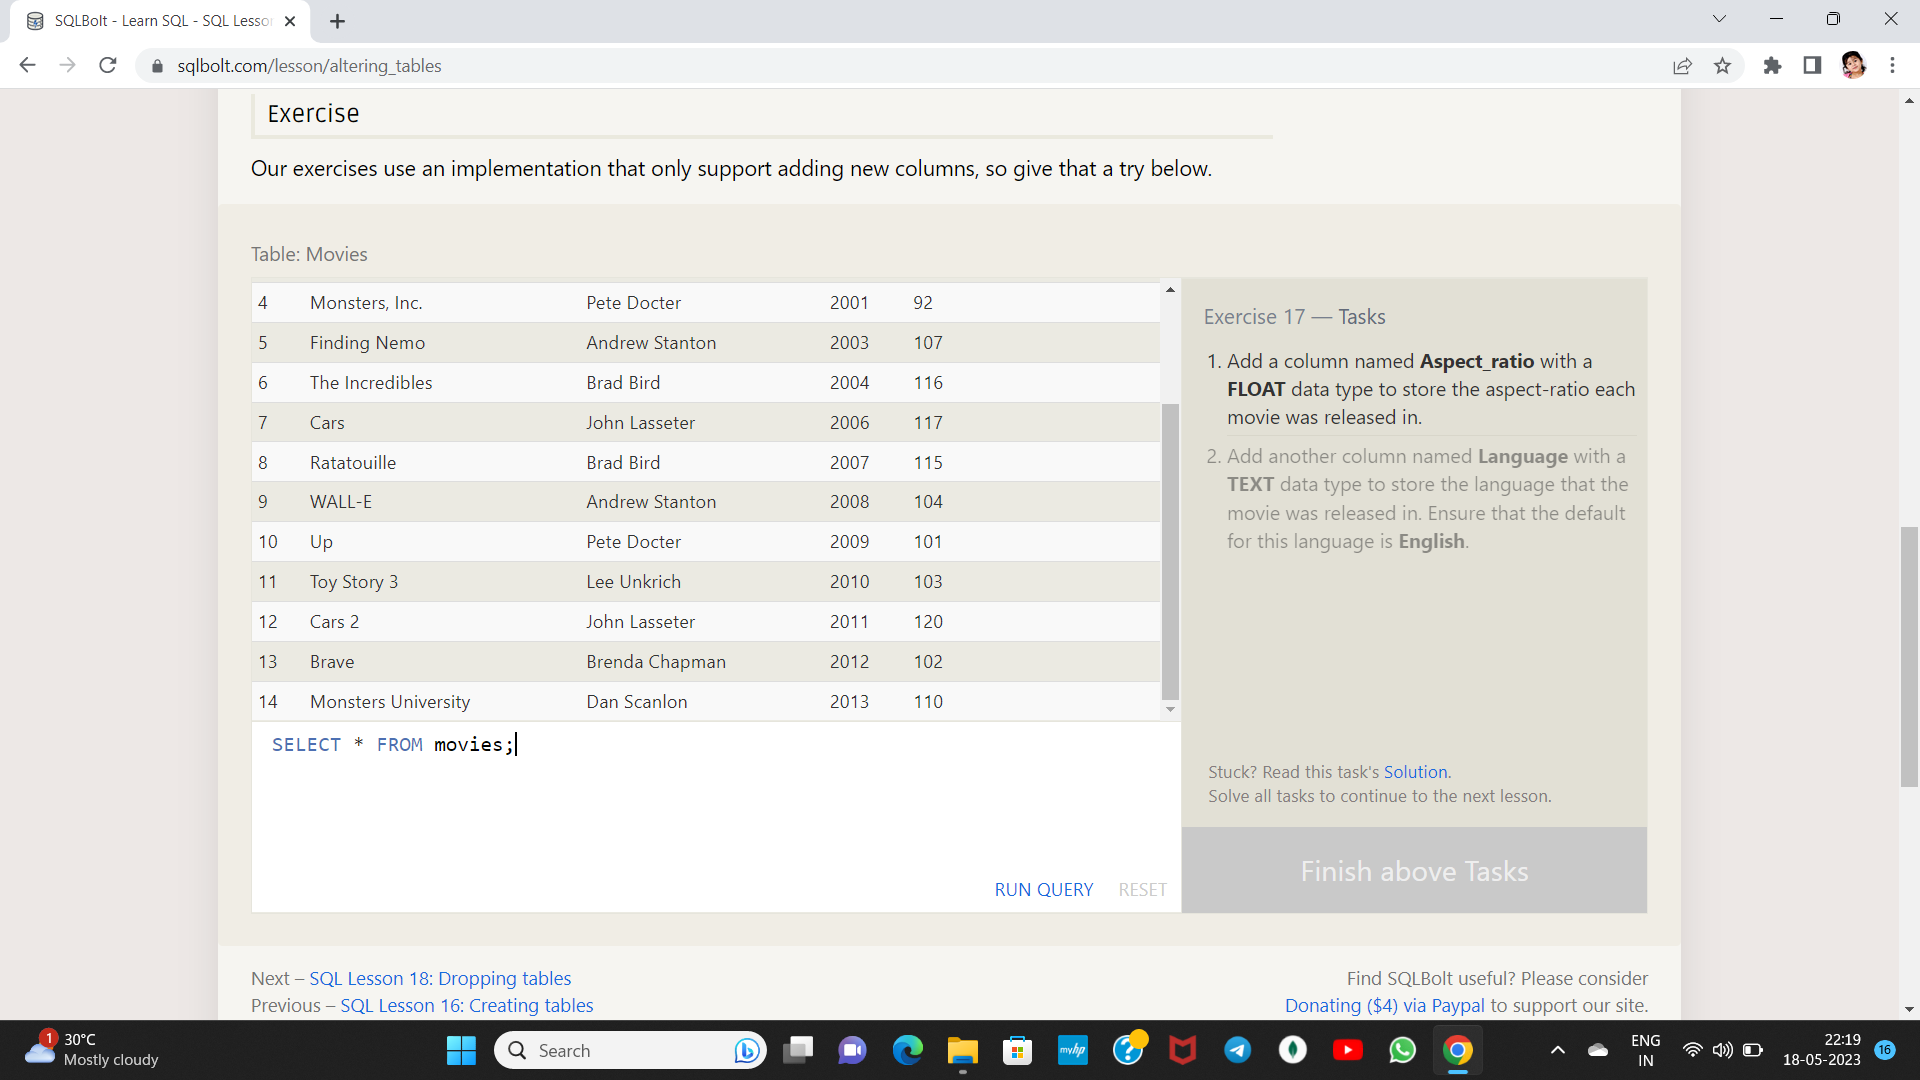 SQLBolt - Learn SQL - SQL Lesso
sqlbolt.com/lesson/altering_tables
Exercise
Our exercises use an implementation that only support adding new columns, so give that a try below.
Table: Movies
4 Monsters, Inc. Pete Docter 2001 92
5 Finding Nemo Andrew Stanton 2003 107
6 The Incredibles Brad Bird 2004 116
7 Cars John Lasseter 2006 117
8 Ratatouille Brad Bird 2007 115
9 WALL-E Andrew Stanton 2008 104
10 Up Pete Docter 2009 101
11 Toy Story 3 Lee Unkrich 2010 103
12 Cars 2 John Lasseter 2011 120
13 Brave Brenda Chapman 2012 102
14 Monsters University Dan Scanlon 2013 110
SELECT * FROM movies;
RUN QUERY RESET
Exercise 17 — Tasks
1. Add a column named Aspect_ratio with a
FLOAT data type to store the aspect-ratio each
movie was released in.
2. Add another column named Language with a
TEXT data type to store the language that the
movie was released in. Ensure that the default
for this language is English.
Stuck? Read this task's Solution.
Solve all tasks to continue to the next lesson.
Finish above Tasks
Next – SQL Lesson 18: Dropping tables
Previous – SQL Lesson 16: Creating tables
Find SQLBolt useful? Please consider
Donating ($4) via Paypal to support our site.
1
30°C
Mostly cloudy
Search
myhp
ENG
IN
22:19
18-05-2023
16